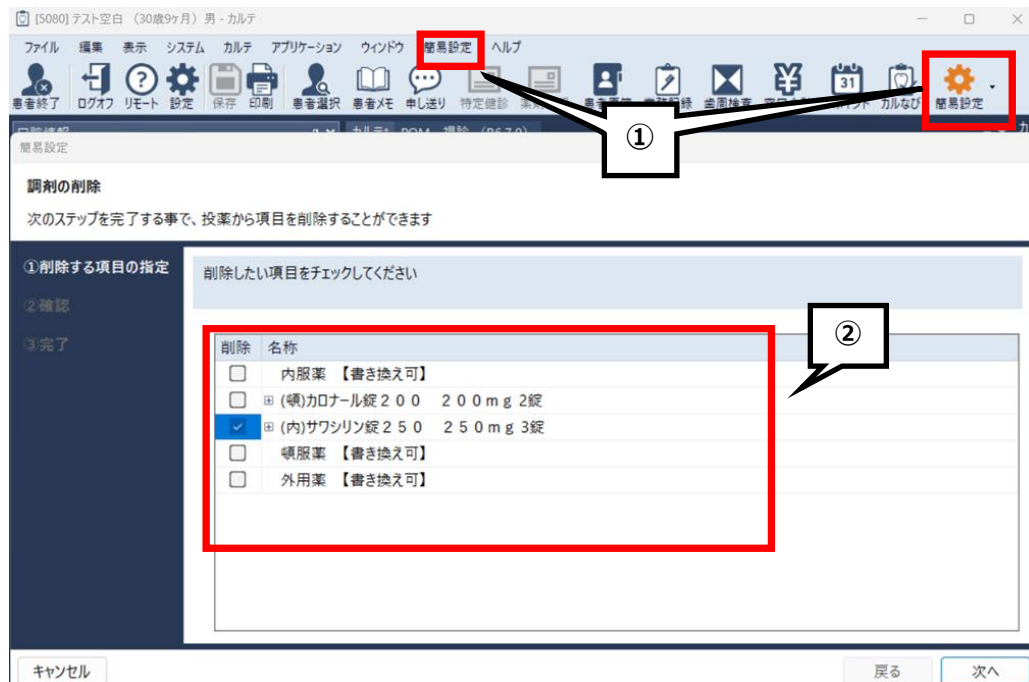 [5080] テスト空白 （30歳9ケ月）男 - カルテ
ファイル 編集 表示 システム カルテ アプリケーション ウィンドウ 簡易設定 ヘルプ
患者終了 ログオフ リモート 設定 保存 印刷 患者選択 患者メモ 申し送り 特定健診 歯周検査 カルなび 簡易設定
①
簡易設定
調剤の削除
次のステップを完了する事で、投薬から項目を削除することができます
①削除する項目の指定
②確認
③完了
削除したい項目をチェックしてください
②
削除 名称
内服薬 【書き換え可】
(頓)カロナール錠２００ ２００ｍｇ 2錠
(内)サワシリン錠２５０ ２５０ｍｇ 3錠
頓服薬 【書き換え可】
外用薬 【書き換え可】
キャンセル 戻る 次へ